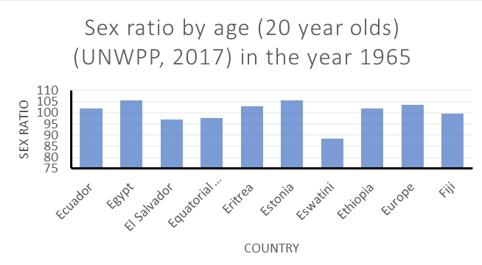 Sex ratio by age (20 year olds)
(UNWPP, 2017) in the year 1965
SEX RATIO
110
105
100
95
90
85
80
75
Ecuador
Egypt
El Salvador
Equatorial...
Eritrea
Estonia
Eswatini
Ethiopia
Europe
Fiji
COUNTRY